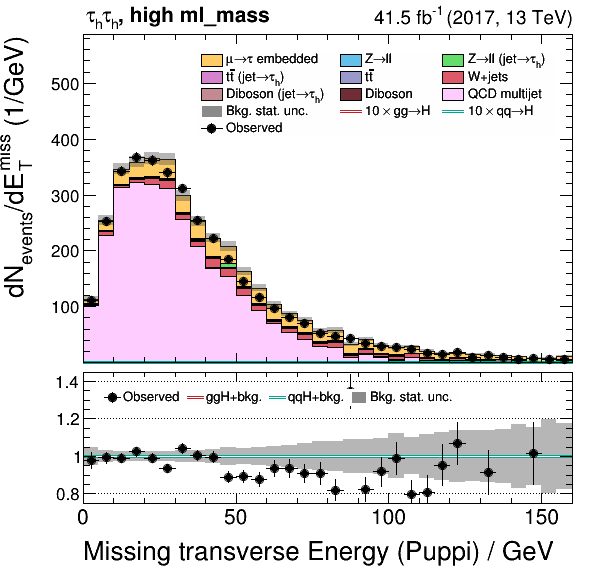 τhτh, high ml_mass
41.5 fb-1 (2017, 13 TeV)
dNevents/dETmiss (1/GeV)
500
400
300
200
100
μ→τ embedded
Z→ll
Z→ll (jet→τh)
tt̄ (jet→τh)
tt̄
W+jets
Diboson (jet→τh)
Diboson
QCD multijet
Bkg. stat. unc.
10 × gg→H
10 × qq→H
Observed
1.4
1.2
1
0.8
Observed
ggH+bkg.
qqH+bkg.
Bkg. stat. unc.
0
50
100
150
Missing transverse Energy (Puppi) / GeV